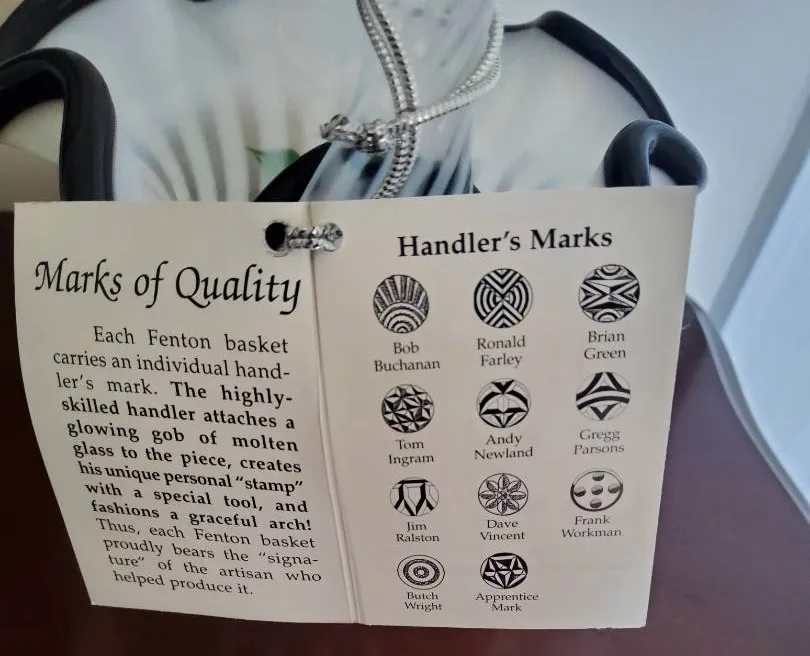 Marks of Quality
Each Fenton basket
carries an individual hand-
ler's mark. The highly-
skilled handler attaches a
glowing gob of molten
glass to the piece, creates
his unique personal "stamp"
with a special tool, and
fashions a graceful arch!
Thus, each Fenton basket
proudly bears the "signa-
ture" of the artisan who
helped produce it.
Handler's Marks
Bob
Buchanan
Ronald
Farley
Brian
Green
Tom
Ingram
Andy
Newland
Gregg
Parsons
Jim
Ralston
Dave
Vincent
Frank
Workman
Butch
Wright
Apprentice
Mark